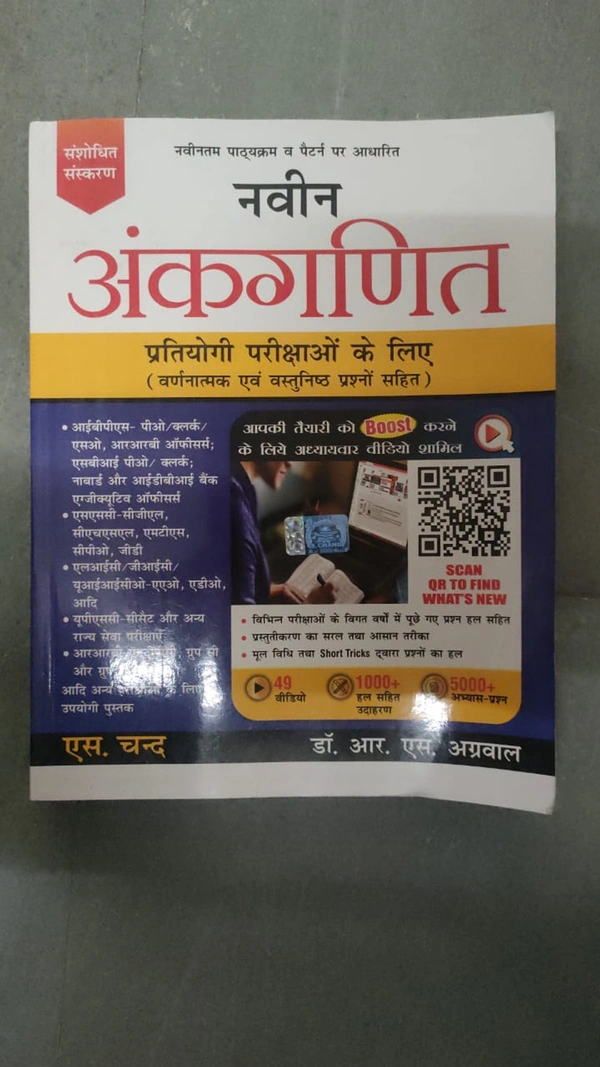 संशोधित
संस्करण
नवीनतम पाठ्यक्रम व पैटर्न पर आधारित
नवीन
अंकगणित
प्रतियोगी परीक्षाओं के लिए
(वर्णनात्मक एवं वस्तुनिष्ठ प्रश्नों सहित)
• आईबीपीएस- पीओ/क्लर्क/
एसओ, आरआरबी ऑफीसर्स;
एसबीआई पीओ/ क्लर्क;
नाबार्ड और आईडीबीआई बैंक
एग्जीक्युटिव ऑफीसर्स
• एसएससी-सीजीएल,
सीएचएसएल, एमटीएस,
सीपीओ, जीडी
• एलआईसी/जीआईसी/
यूआईआईसीओ-एएओ, एडीओ,
आदि
• यूपीएससी-सीसैट और अन्य
राज्य सेवा परीक्षाएं
• आरआरबी ग्रुप सी
और ग्रुप
आदि अन्य के लिए
उपयोगी पुस्तक
आपकी तैयारी को Boost करने
के लिये अध्यायवार वीडियो शामिल
SCAN
QR TO FIND
WHAT'S NEW
• विभिन्न परीक्षाओं के विगत वर्षों में पूछे गए प्रश्न हल सहित
• प्रस्तुतीकरण का सरल तथा आसान तरीका
• मूल विधि तथा Short Tricks द्वारा प्रश्नों का हल
49
वीडियो
1000+
हल सहित
उदाहरण
5000+
अभ्यास-प्रश्न
एस. चन्द
डॉ. आर. एस. अग्रवाल